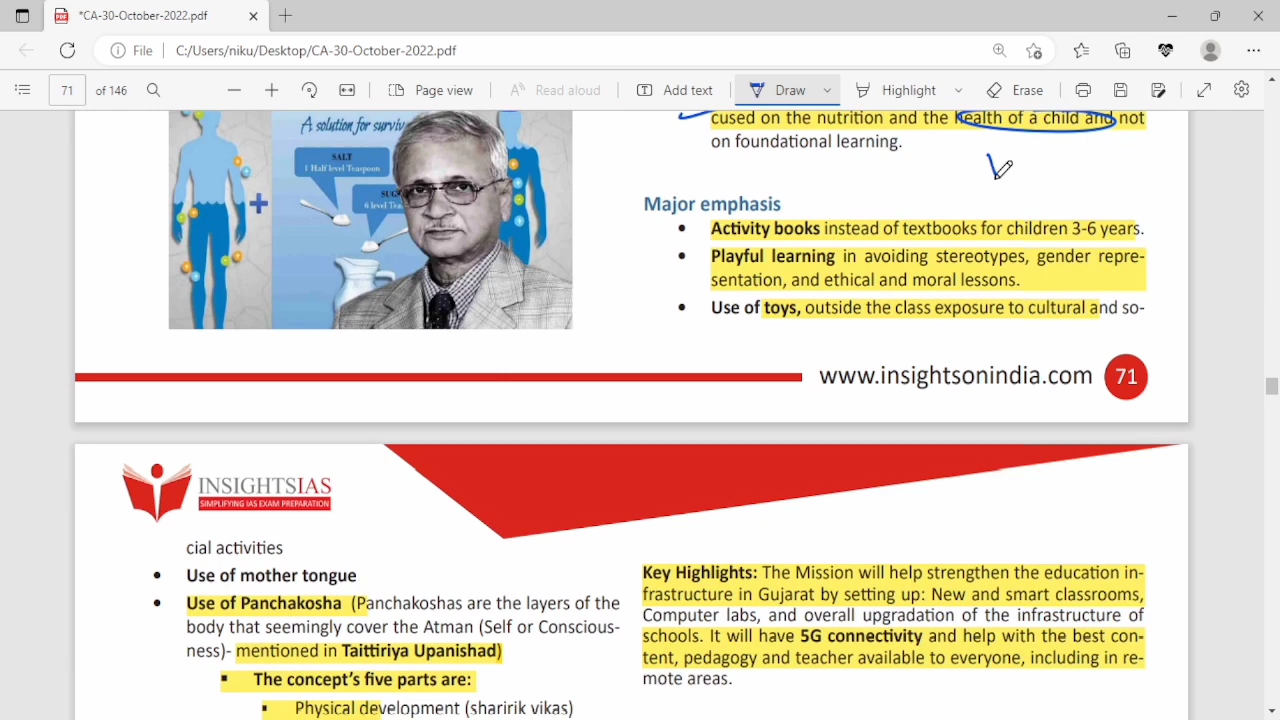 *CA-30-October-2022.pdf
File
C:/Users/niku/Desktop/CA-30-October-2022.pdf
71 of 146
Page view
Read aloud
Add text
Draw
Highlight
Erase
A solution for surviv
SALT
1 Half level Teaspoon
SUG
6 level Tea
cused on the nutrition and the health of a child and not
on foundational learning.
Major emphasis
• Activity books instead of textbooks for children 3-6 years.
• Playful learning in avoiding stereotypes, gender repre-
sentation, and ethical and moral lessons.
• Use of toys, outside the class exposure to cultural and so-
www.insightsonindia.com 71
INSIGHTSIAS
SIMPLIFYING IAS EXAM PREPARATION
cial activities
• Use of mother tongue
• Use of Panchakosha (Panchakoshas are the layers of the
body that seemingly cover the Atman (Self or Conscious-
ness)- mentioned in Taittiriya Upanishad)
▪ The concept's five parts are:
▪ Physical development (sharirik vikas)
Key Highlights: The Mission will help strengthen the education in-
frastructure in Gujarat by setting up: New and smart classrooms,
Computer labs, and overall upgradation of the infrastructure of
schools. It will have 5G connectivity and help with the best con-
tent, pedagogy and teacher available to everyone, including in re-
mote areas.